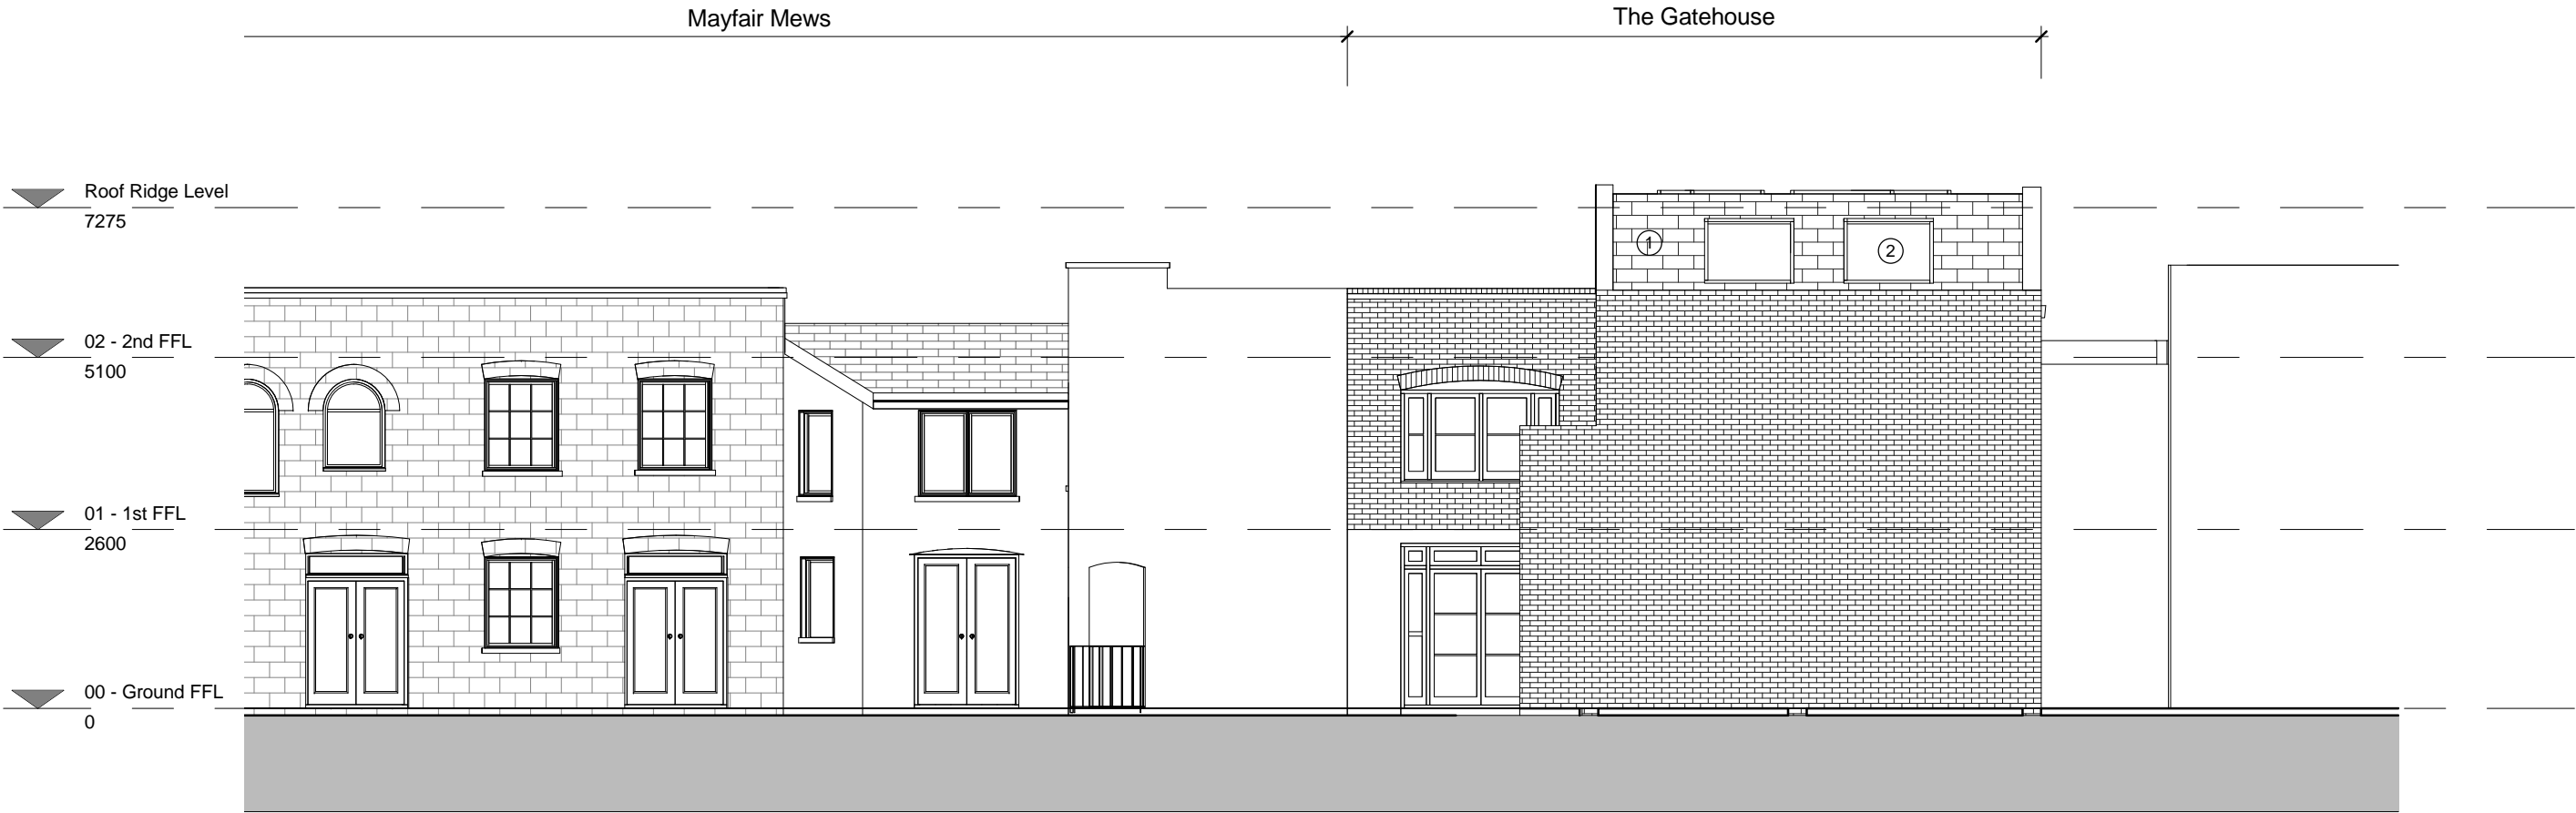 Mayfair Mews
The Gatehouse
Roof Ridge Level
7275
1
2
02 - 2nd FFL
5100
01 - 1st FFL
2600
00 - Ground FFL
0